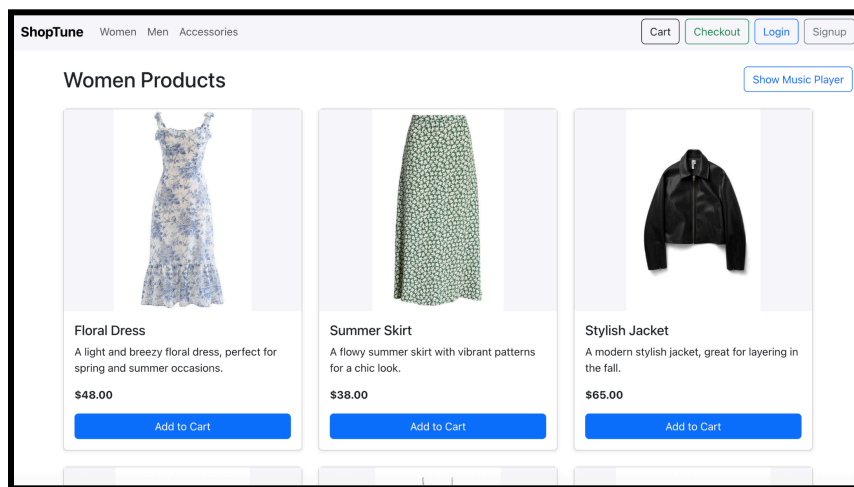 ShopTune Women Men Accessories Cart Checkout Login Signup
Women Products Show Music Player
Floral Dress
A light and breezy floral dress, perfect for
spring and summer occasions.
$48.00
Add to Cart
Summer Skirt
A flowy summer skirt with vibrant patterns
for a chic look.
$38.00
Add to Cart
Stylish Jacket
A modern stylish jacket, great for layering in
the fall.
$65.00
Add to Cart